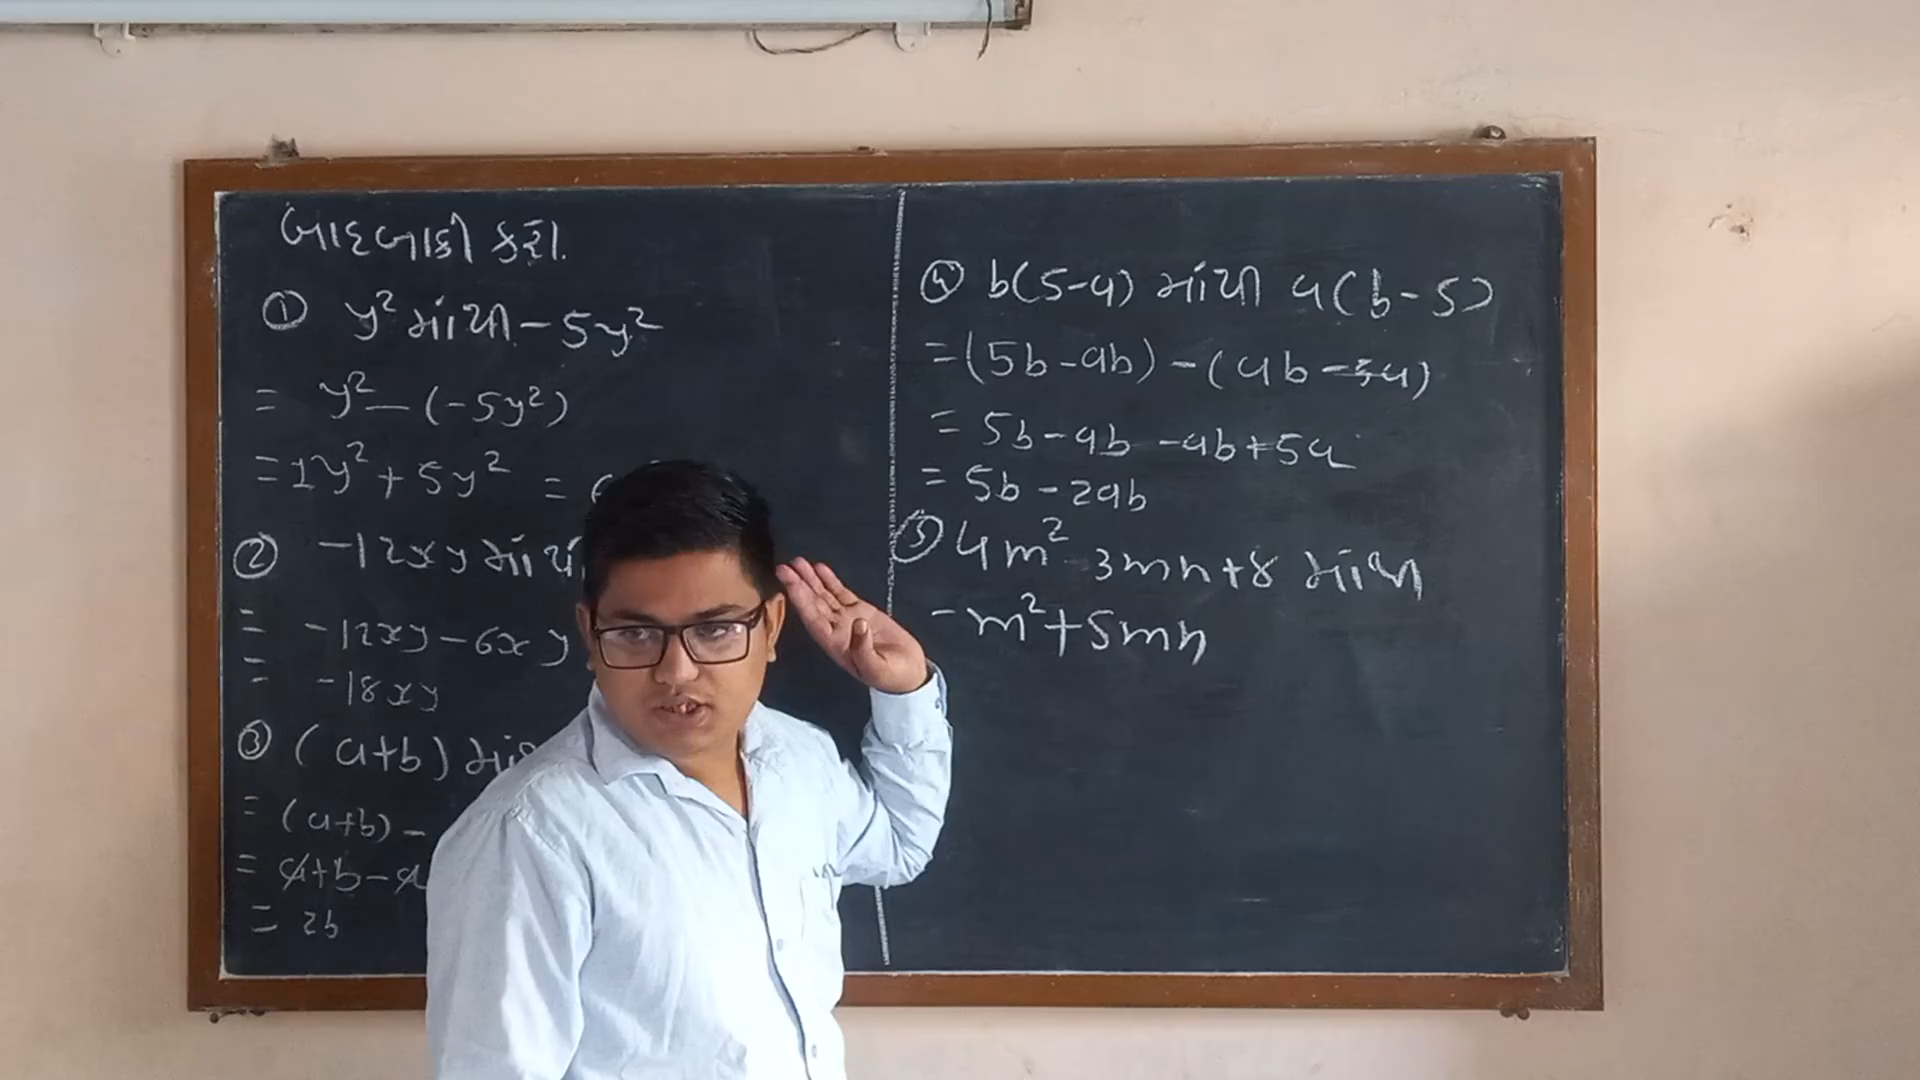 બાદબાકી કરો.
① y² માંથી - 5y²
= y² - (-5y²)
= 1y² + 5y² =
② -12xy માંથી
= -12xy - 6xy
= -18xy
③ (a+b)
= (a+b) -
= a+b-a
= 2b
④ b(5-a) માંથી a(b-5)
= (5b-ab) - (ab-5a)
= 5b-ab-ab+5a
= 5b-2ab
⑤ 4m² - 3mn + 8 માંથી
- m² + 5mn